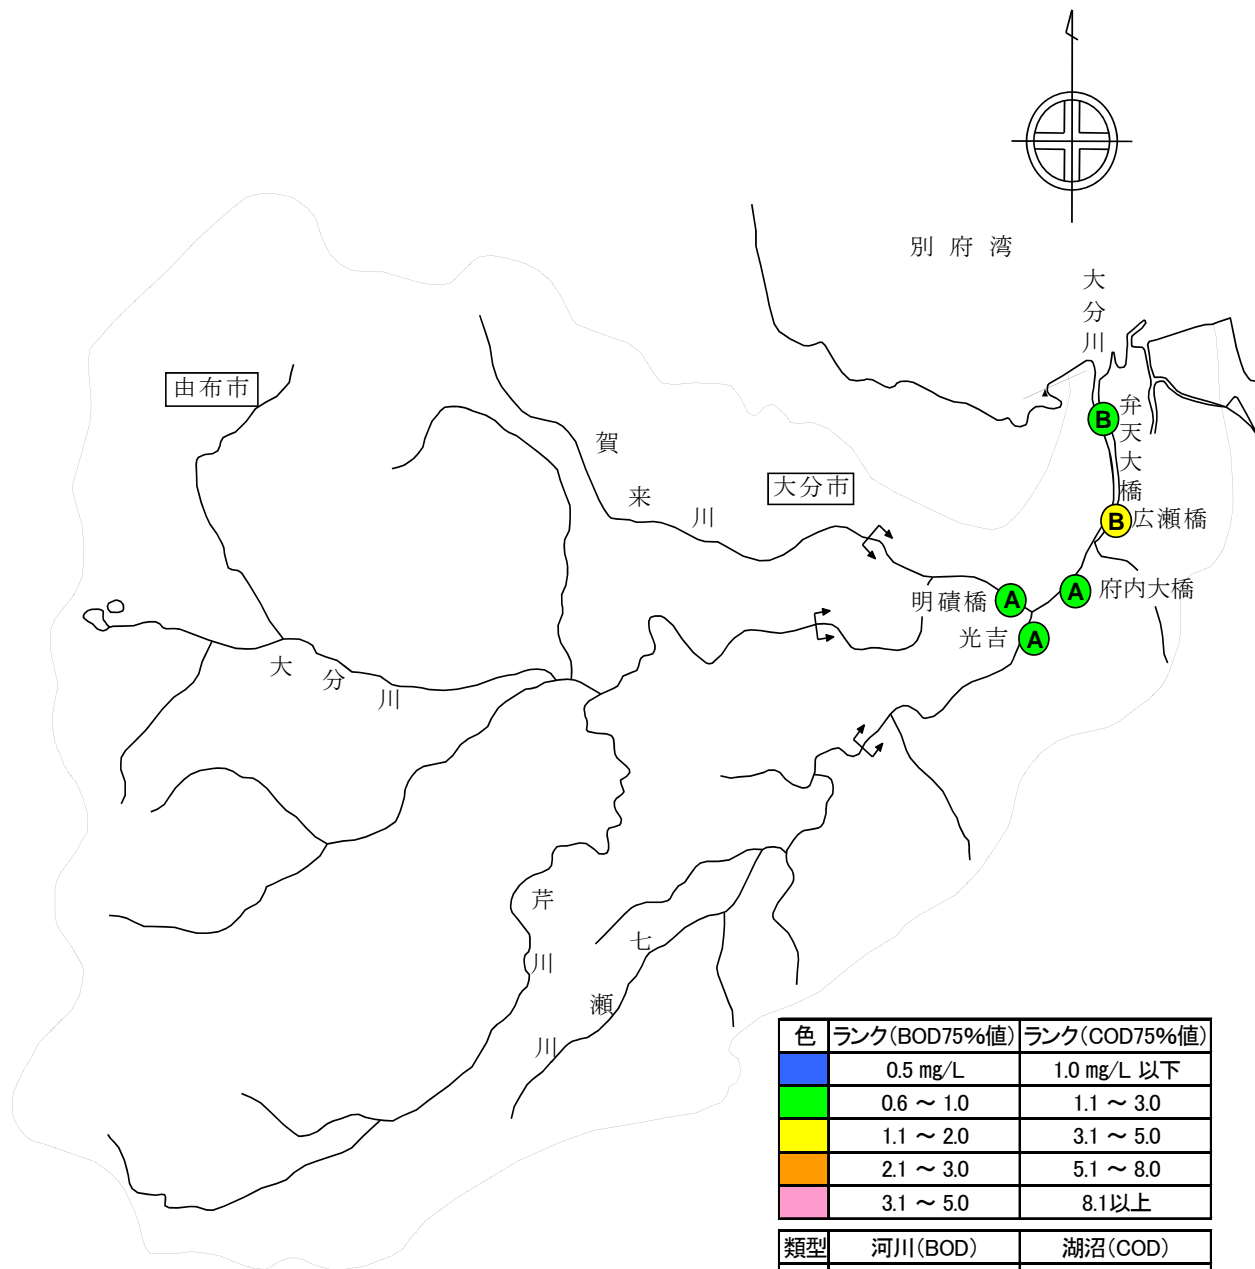 別府湾
大分川
由布市
弁天大橋
B
賀来川
大分市
B 広瀬橋
明磧橋 A
A 府内大橋
光吉 A
大分川
芹川
七瀬川
色 ランク(BOD75%値) ランク(COD75%値)
0.5 mg/L 1.0 mg/L 以下
0.6 ～ 1.0 1.1 ～ 3.0
1.1 ～ 2.0 3.1 ～ 5.0
2.1 ～ 3.0 5.1 ～ 8.0
3.1 ～ 5.0 8.1以上
類型 河川(BOD) 湖沼(COD)